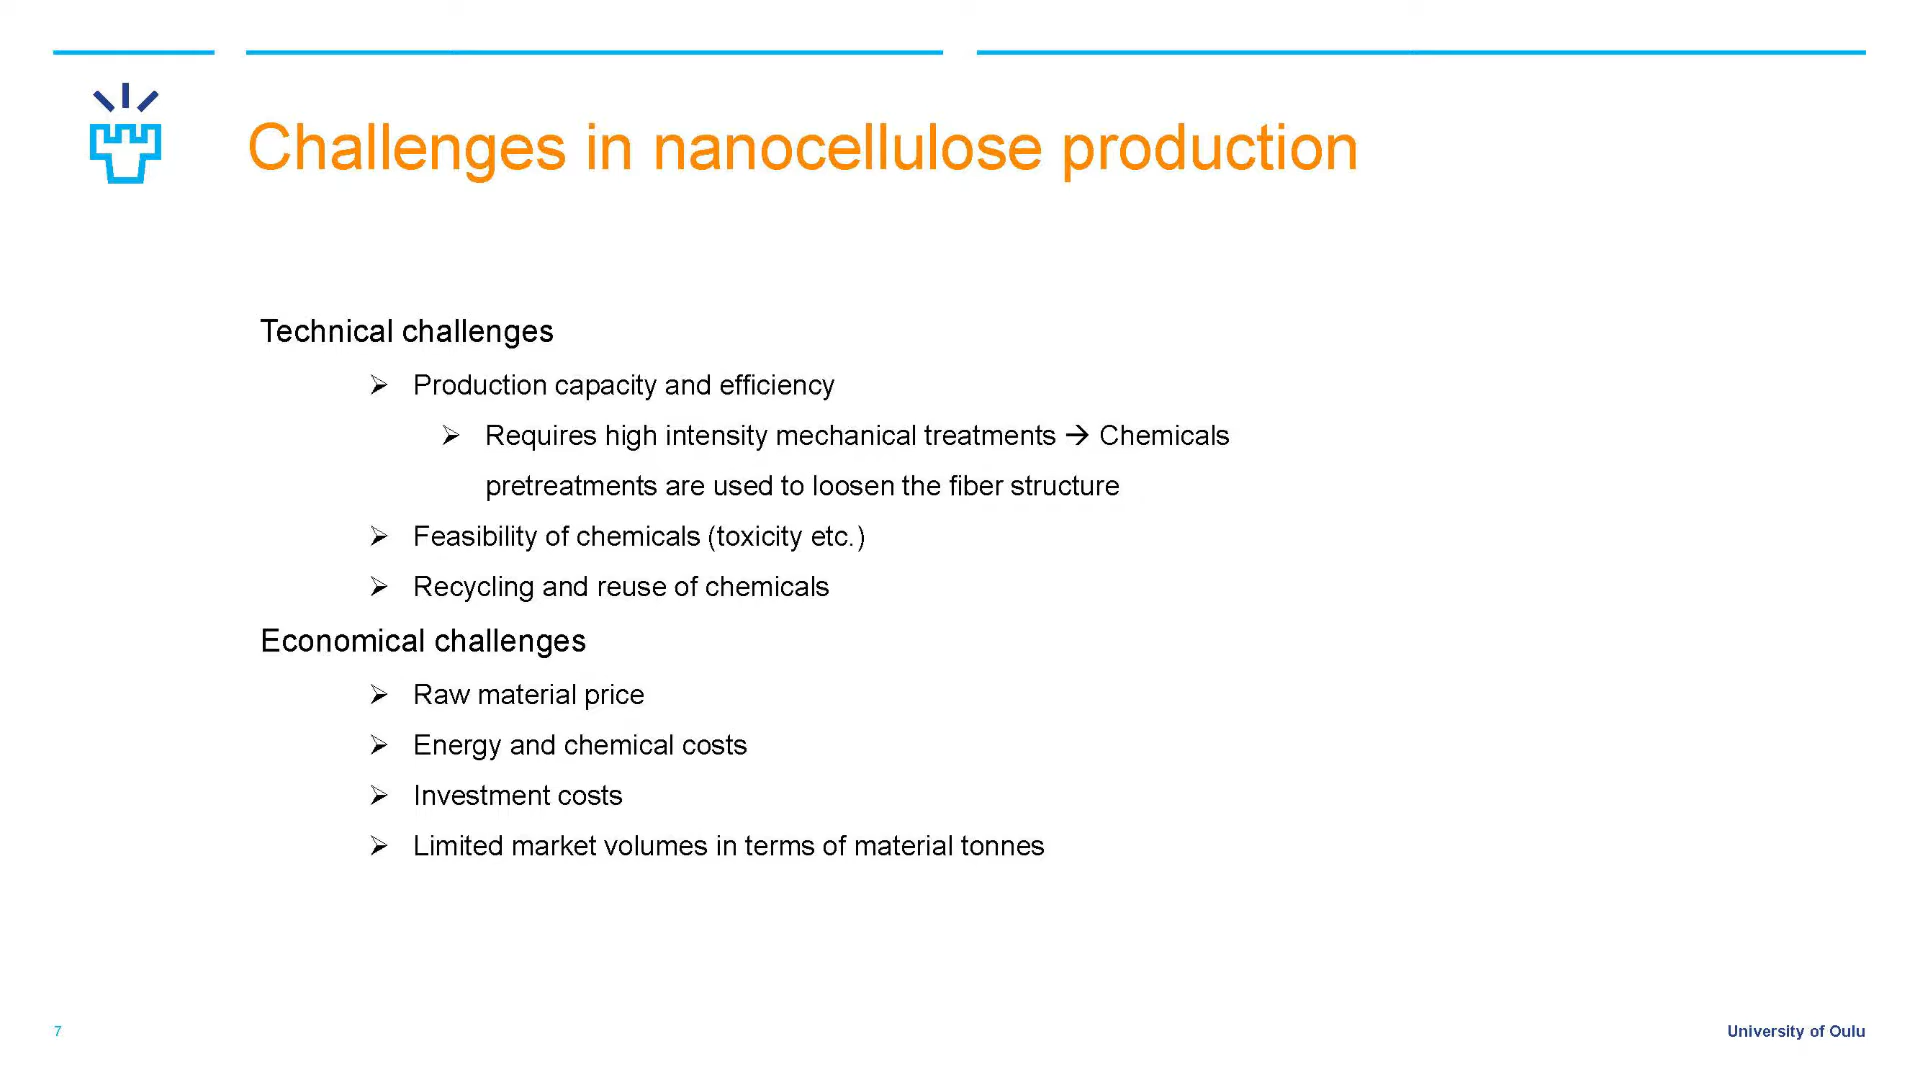 Challenges in nanocellulose production
Technical challenges
➢ Production capacity and efficiency
➢ Requires high intensity mechanical treatments → Chemicals
pretreatments are used to loosen the fiber structure
➢ Feasibility of chemicals (toxicity etc.)
➢ Recycling and reuse of chemicals
Economical challenges
➢ Raw material price
➢ Energy and chemical costs
➢ Investment costs
➢ Limited market volumes in terms of material tonnes
7
University of Oulu